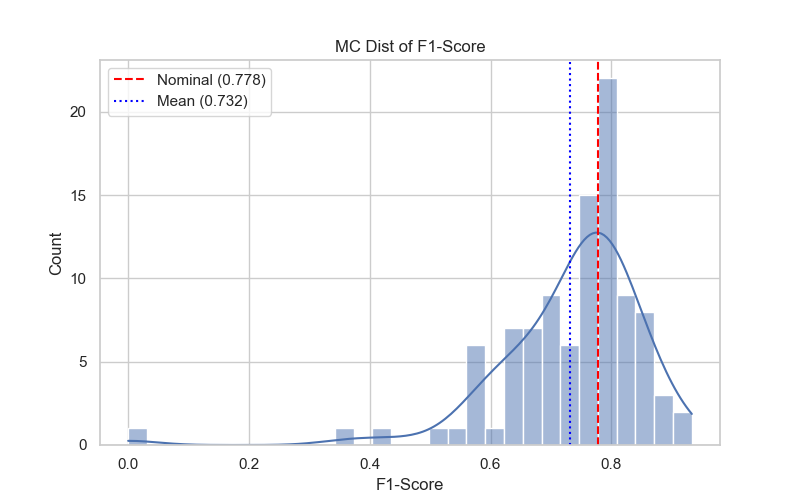 MC Dist of F1-Score
Nominal (0.778)
Mean (0.732)
20
15
10
5
0
Count
0.0 0.2 0.4 0.6 0.8
F1-Score